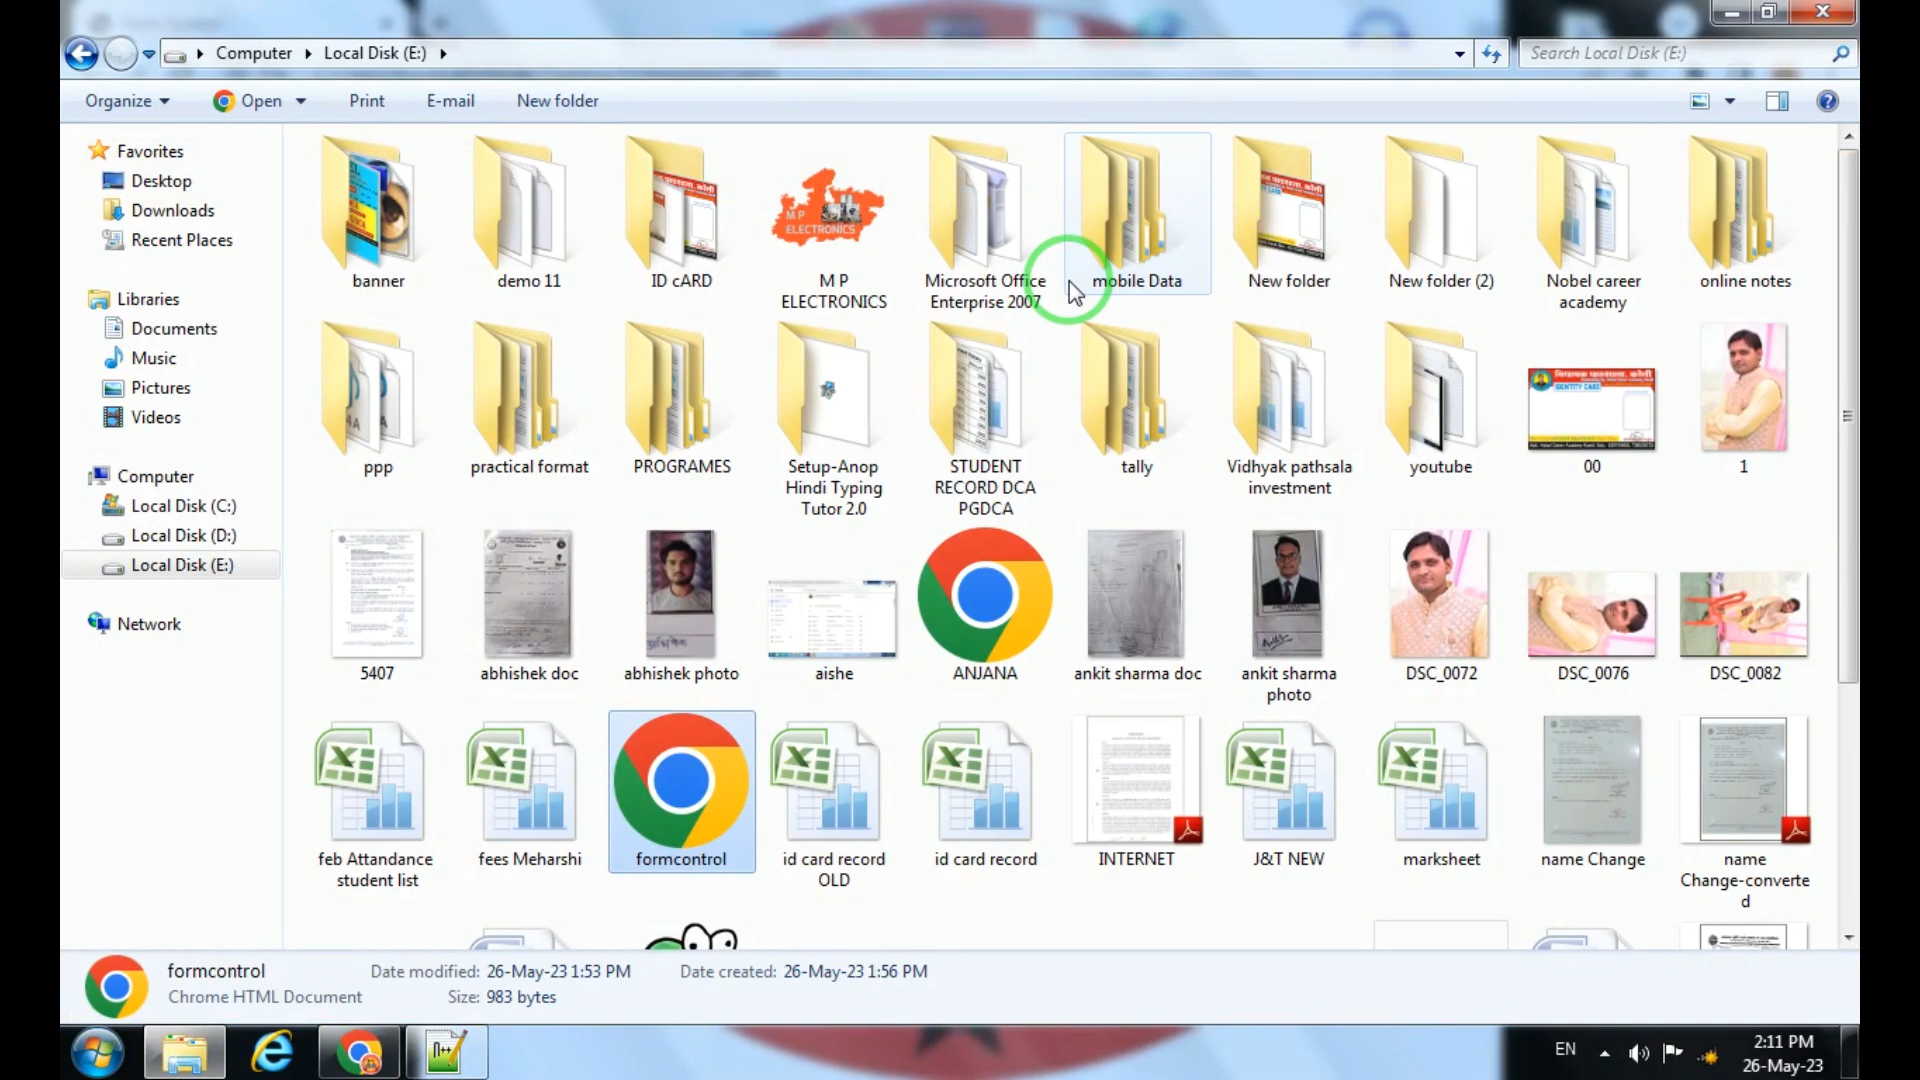 Computer
Local Disk (E:)
Search Local Disk (E:)
Organize
Open
Print
E-mail
New folder
Favorites
Desktop
Downloads
Recent Places
Libraries
Documents
Music
Pictures
Videos
Computer
Local Disk (C:)
Local Disk (D:)
Local Disk (E:)
Network
M P
ELECTRONICS
banner
demo 11
ID cARD
M P
ELECTRONICS
Microsoft Office
Enterprise 2007
mobile Data
New folder
New folder (2)
Nobel career
academy
online notes
IDENTITY CARD
ppp
practical format
PROGRAMES
Setup-Anop
Hindi Typing
Tutor 2.0
STUDENT
RECORD DCA
PGDCA
tally
Vidhyak pathsala
investment
youtube
00
1
5407
abhishek doc
abhishek photo
aishe
ANJANA
ankit sharma doc
ankit sharma
photo
DSC_0072
DSC_0076
DSC_0082
feb Attandance
student list
fees Meharshi
formcontrol
id card record
OLD
id card record
INTERNET
J&T NEW
marksheet
name Change
name
Change-converte
d
formcontrol
Chrome HTML Document
Date modified: 26-May-23 1:53 PM
Size: 983 bytes
Date created: 26-May-23 1:56 PM
EN
2:11 PM
26-May-23